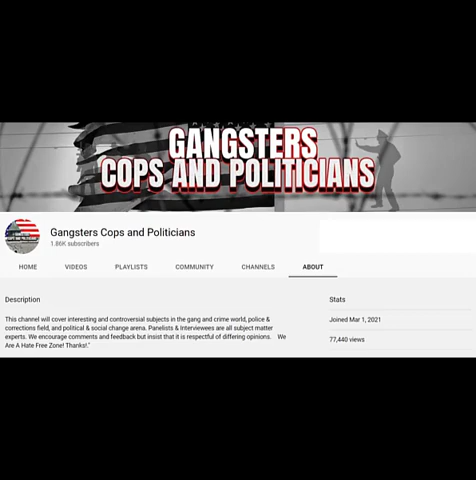 GANGSTERS
COPS AND POLITICIANS
Gangsters Cops and Politicians
1.86K subscribers
HOME VIDEOS PLAYLISTS COMMUNITY CHANNELS ABOUT
Description
This channel will cover interesting and controversial subjects in the gang and crime world, police &
corrections field, and political & social change arena. Panelists & Interviewees are all subject matter
experts. We encourage comments and feedback but insist that it is respectful of differing opinions. We
Are A Hate Free Zone! Thanks!."
Stats
Joined Mar 1, 2021
77,440 views